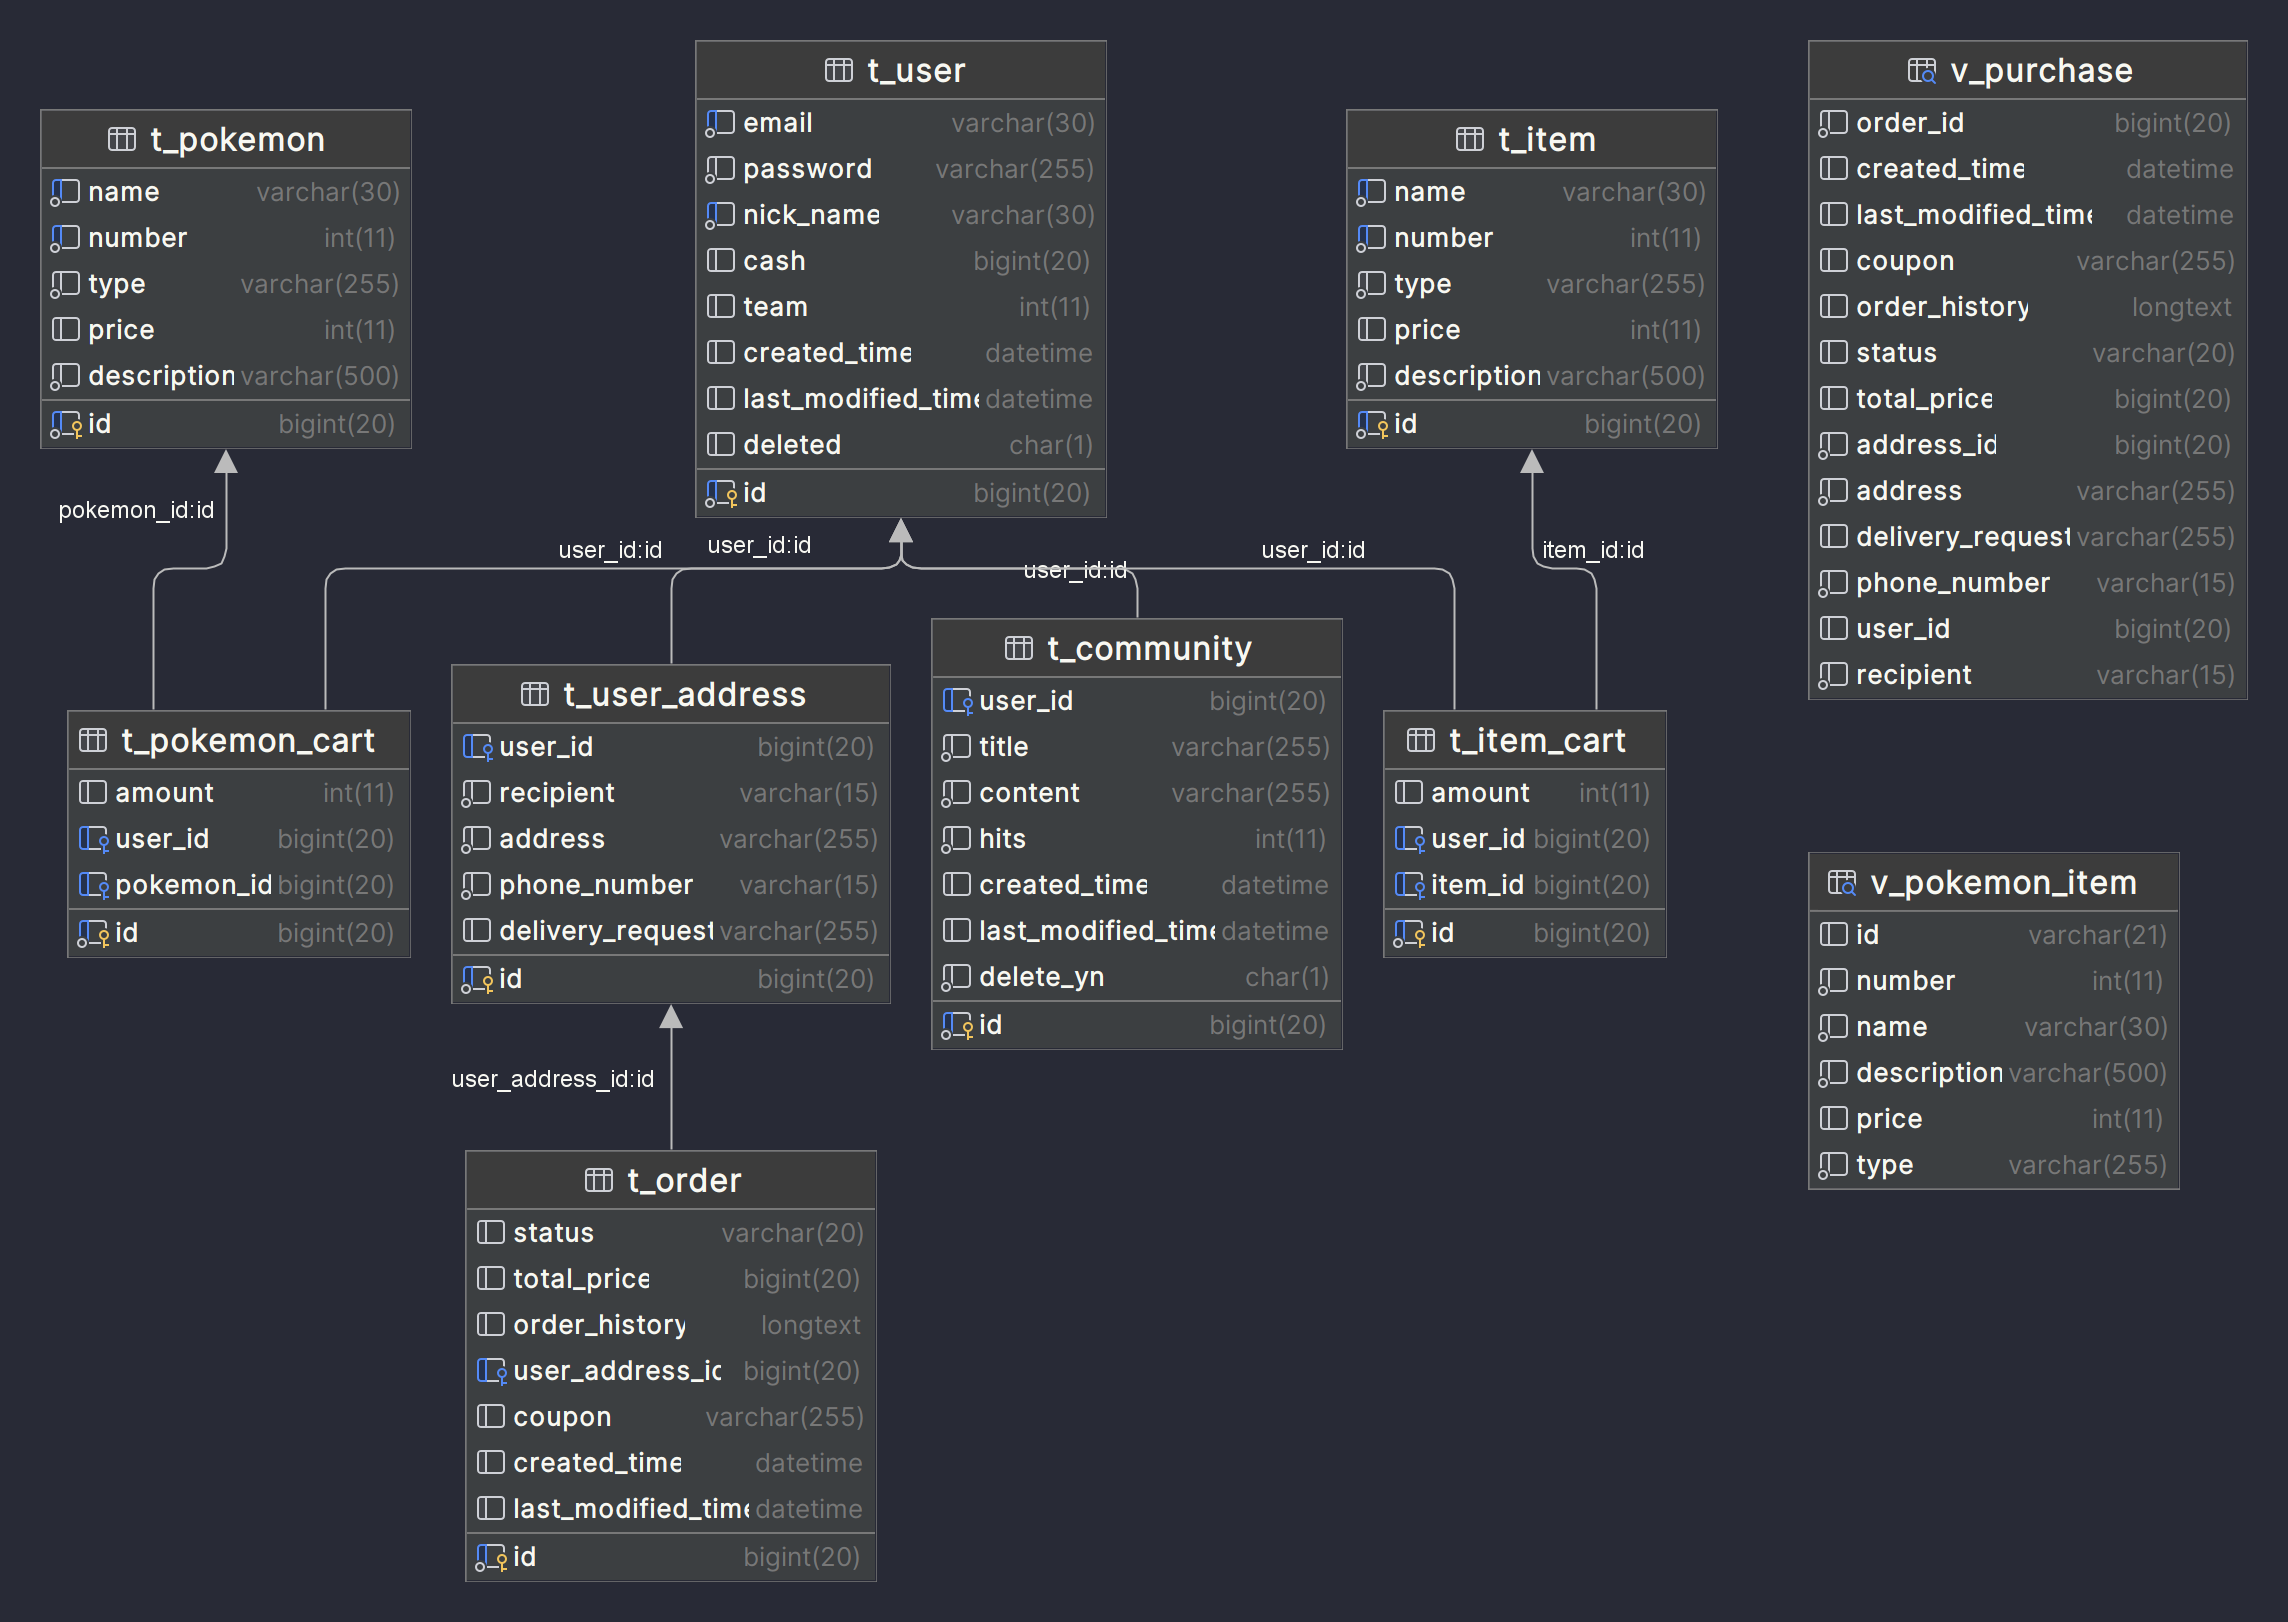 t_pokemon
name varchar(30)
number int(11)
type varchar(255)
price int(11)
description varchar(500)
id bigint(20)
t_user
email varchar(30)
password varchar(255)
nick_name varchar(30)
cash bigint(20)
team int(11)
created_time datetime
last_modified_time datetime
deleted char(1)
id bigint(20)
t_item
name varchar(30)
number int(11)
type varchar(255)
price int(11)
description varchar(500)
id bigint(20)
v_purchase
order_id bigint(20)
created_time datetime
last_modified_time datetime
coupon varchar(255)
order_history longtext
status varchar(20)
total_price bigint(20)
address_id bigint(20)
address varchar(255)
delivery_request varchar(255)
phone_number varchar(15)
user_id bigint(20)
recipient varchar(15)
pokemon_id:id
user_id:id
user_id:id
user_id:id
user_id:id
item_id:id
t_pokemon_cart
amount int(11)
user_id bigint(20)
pokemon_id bigint(20)
id bigint(20)
t_user_address
user_id bigint(20)
recipient varchar(15)
address varchar(255)
phone_number varchar(15)
delivery_request varchar(255)
id bigint(20)
t_community
user_id bigint(20)
title varchar(255)
content varchar(255)
hits int(11)
created_time datetime
last_modified_time datetime
delete_yn char(1)
id bigint(20)
t_item_cart
amount int(11)
user_id bigint(20)
item_id bigint(20)
id bigint(20)
v_pokemon_item
id varchar(21)
number int(11)
name varchar(30)
description varchar(500)
price int(11)
type varchar(255)
user_address_id:id
t_order
status varchar(20)
total_price bigint(20)
order_history longtext
user_address_id bigint(20)
coupon varchar(255)
created_time datetime
last_modified_time datetime
id bigint(20)